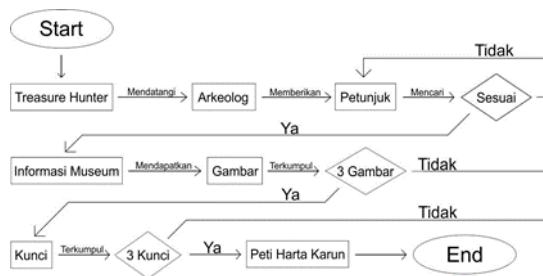 Start
Tidak
Treasure Hunter Mendatangi Arkeolog Memberikan Petunjuk Mencari Sesuai
Ya
Informasi Museum Mendapatkan Gambar Terkumpul 3 Gambar Tidak
Ya
Tidak
Kunci Terkumpul 3 Kunci Ya Peti Harta Karun End